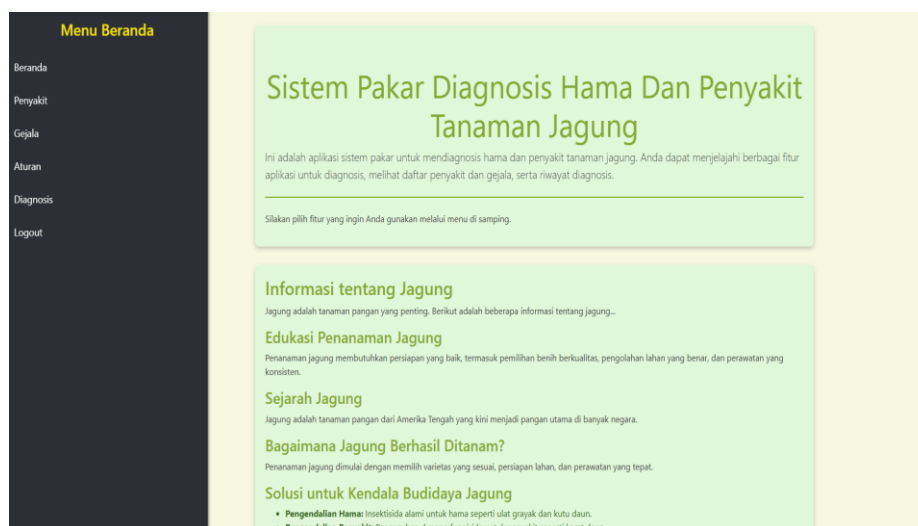 Menu Beranda
Beranda
Penyakit
Gejala
Aturan
Diagnosis
Logout
Sistem Pakar Diagnosis Hama Dan Penyakit
Tanaman Jagung
Ini adalah aplikasi sistem pakar untuk mendiagnosis hama dan penyakit tanaman jagung. Anda dapat menjelajahi berbagai fitur
aplikasi untuk diagnosis, melihat daftar penyakit dan gejala, serta riwayat diagnosis.
Silakan pilih fitur yang ingin Anda gunakan melalui menu di samping.
Informasi tentang Jagung
Jagung adalah tanaman pangan yang penting. Berikut adalah beberapa informasi tentang jagung...
Edukasi Penanaman Jagung
Penanaman jagung membutuhkan persiapan yang baik, termasuk pemilihan benih berkualitas, pengolahan lahan yang benar, dan perawatan yang
konsisten.
Sejarah Jagung
Jagung adalah tanaman pangan dari Amerika Tengah yang kini menjadi pangan utama di banyak negara.
Bagaimana Jagung Berhasil Ditanam?
Penanaman jagung dimulai dengan memilih varietas yang sesuai, persiapan lahan, dan perawatan yang tepat.
Solusi untuk Kendala Budidaya Jagung
• Pengendalian Hama: Insektisida alami untuk hama seperti ulat grayak dan kutu daun.